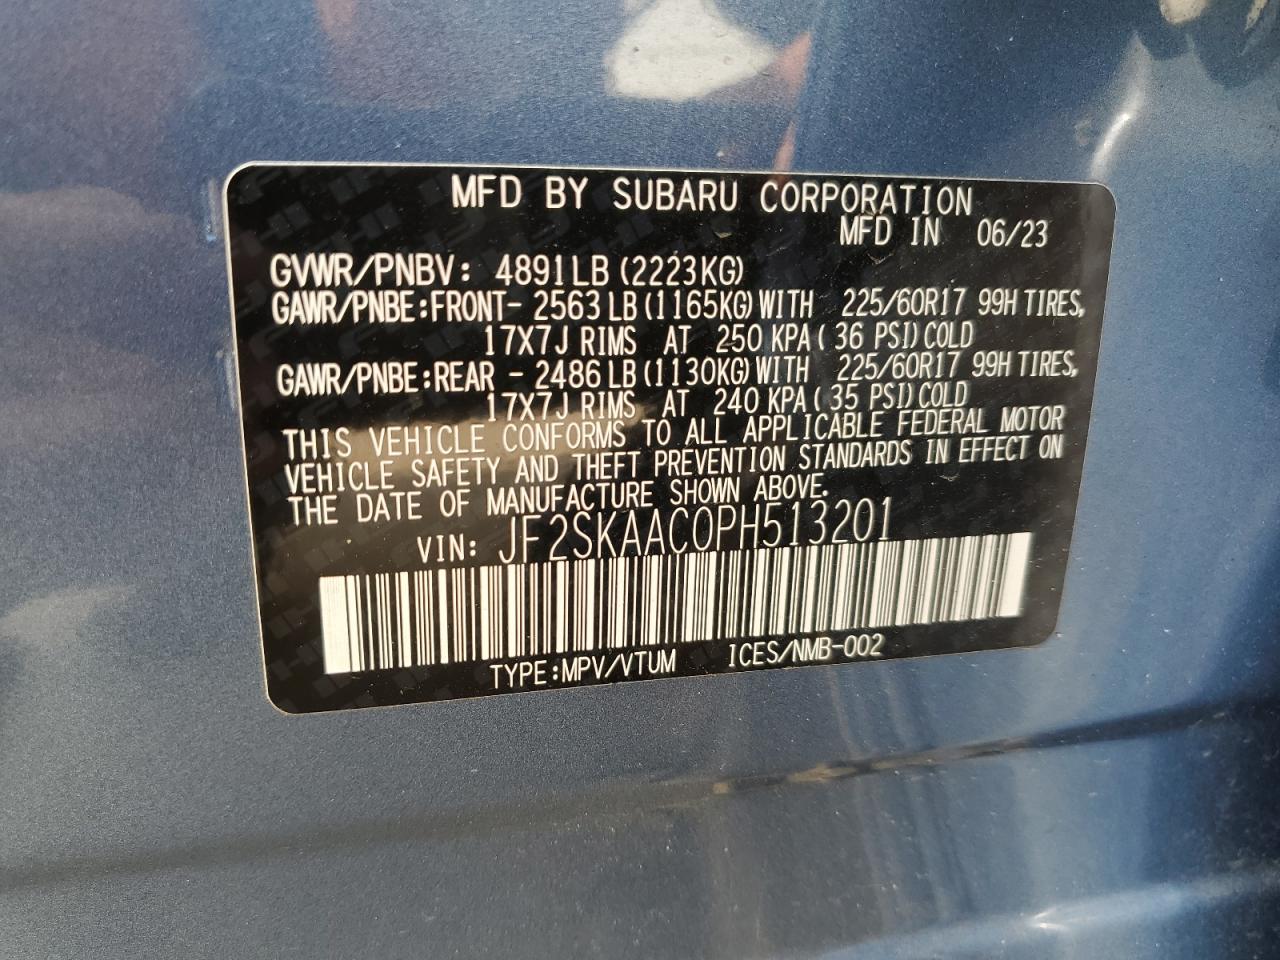 MFD BY SUBARU CORPORATION
MFD IN 06/23
GVWR/PNBV: 4891LB (2223KG)
GAWR/PNBE:FRONT- 2563 LB (1165KG) WITH 225/60R17 99H TIRES,
17X7J RIMS AT 250 KPA ( 36 PSI) COLD
GAWR/PNBE:REAR - 2486 LB (1130KG) WITH 225/60R17 99H TIRES,
17X7J RIMS AT 240 KPA ( 35 PSI) COLD
THIS VEHICLE CONFORMS TO ALL APPLICABLE FEDERAL MOTOR
VEHICLE SAFETY AND THEFT PREVENTION STANDARDS IN EFFECT ON
THE DATE OF MANUFACTURE SHOWN ABOVE.
VIN: JF2SKAAC0PH513201
TYPE:MPV/VTUM ICES/NMB-002